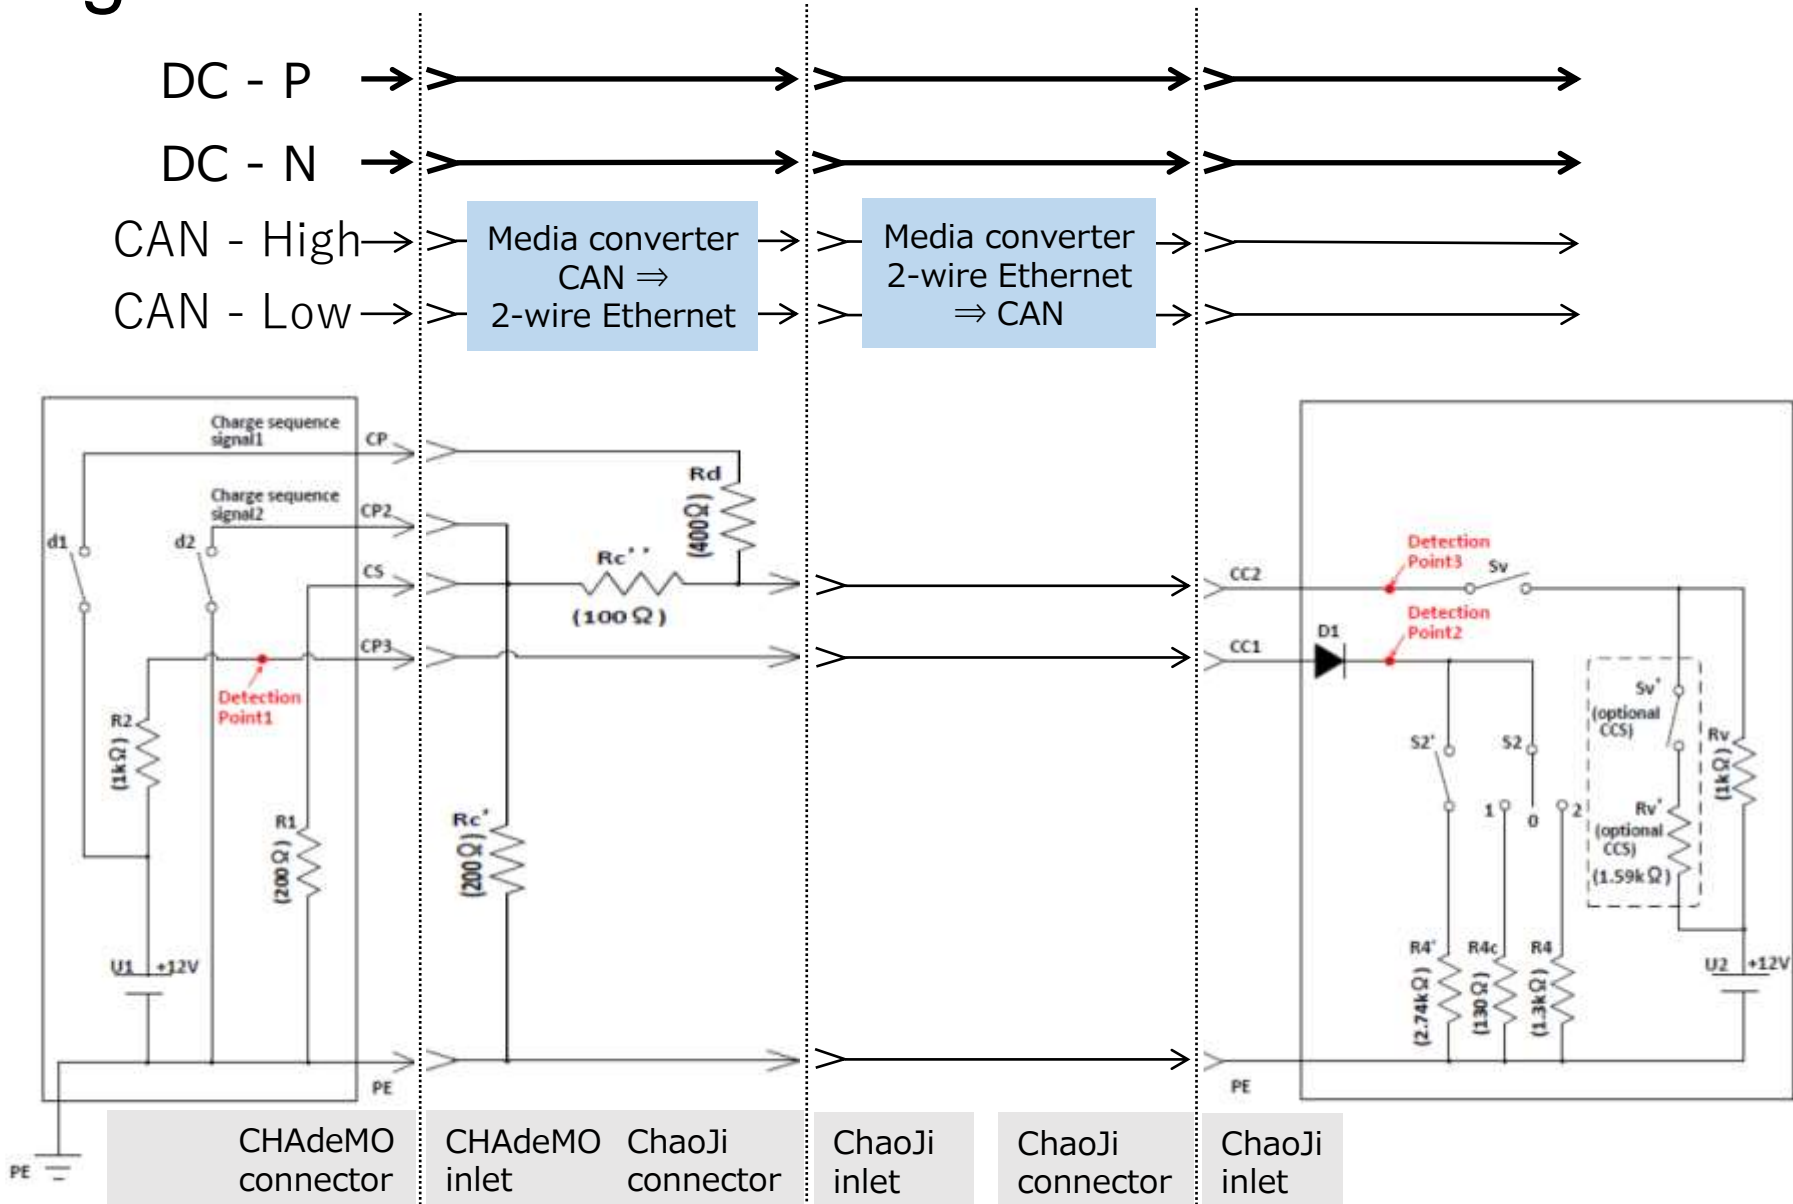 g
DC - P
DC - N
CAN - High
CAN - Low
Media converter
CAN ⇒
2-wire Ethernet
Media converter
2-wire Ethernet
⇒ CAN
Charge sequence
signal1
CP
Charge sequence
signal2
CP2
d1
d2
CS
CP3
Detection
Point1
R2
(1kΩ)
R1
(200Ω)
U1
+12V
PE
PE
Rd
(400Ω)
Rc''
(100Ω)
Rc'
(200Ω)
CC2
CC1
PE
Detection
Point3
Sv
Detection
Point2
D1
S2'
S2
1
0
2
Sv'
(optional
CCS)
Rv
(1kΩ)
Rv'
(optional
CCS)
(1.59kΩ)
R4'
(2.74kΩ)
R4c
(130Ω)
R4
(1.3kΩ)
U2
+12V
CHAdeMO
connector
CHAdeMO
inlet
ChaoJi
connector
ChaoJi
inlet
ChaoJi
connector
ChaoJi
inlet